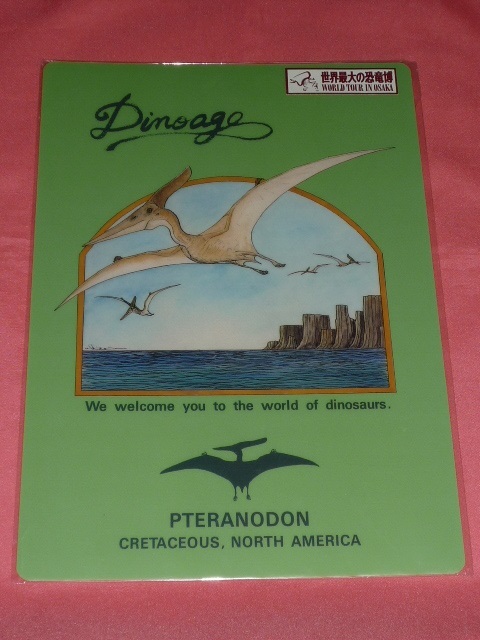 世界最大の恐竜博
WORLD TOUR IN OSAKA
Dinoage
We welcome you to the world of dinosaurs.
PTERANODON
CRETACEOUS, NORTH AMERICA